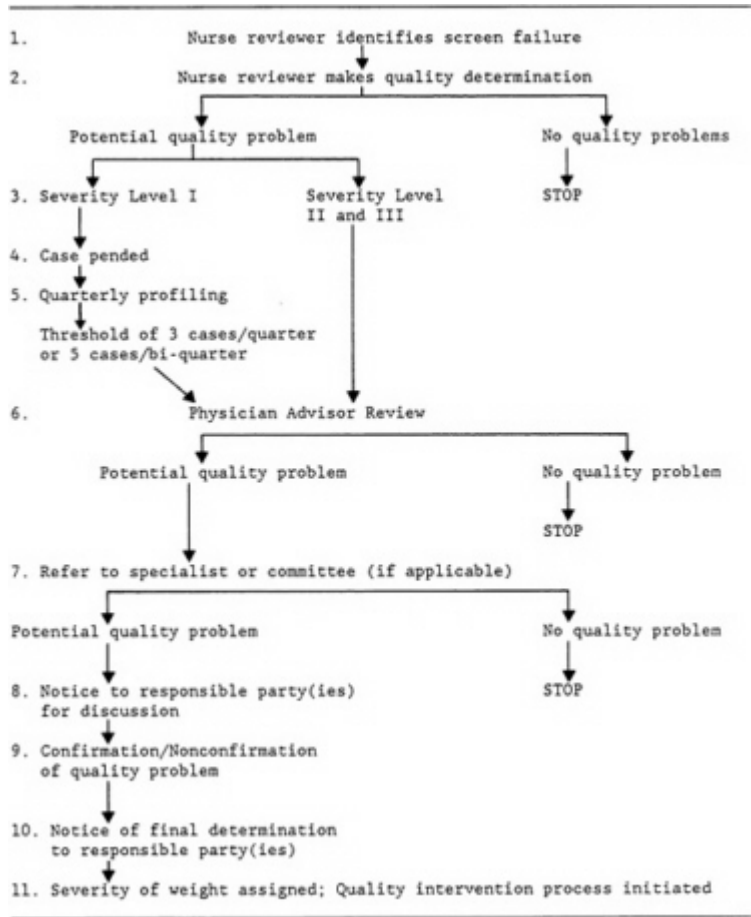 1. Nurse reviewer identifies screen failure
2. Nurse reviewer makes quality determination
Potential quality problem No quality problems
3. Severity Level I Severity Level STOP
II and III
4. Case pended
5. Quarterly profiling
Threshold of 3 cases/quarter
or 5 cases/bi-quarter
6. Physician Advisor Review
Potential quality problem No quality problem
STOP
7. Refer to specialist or committee (if applicable)
Potential quality problem No quality problem
8. Notice to responsible party(ies) STOP
for discussion
9. Confirmation/Nonconfirmation
of quality problem
10. Notice of final determination
to responsible party(ies)
11. Severity of weight assigned; Quality intervention process initiated